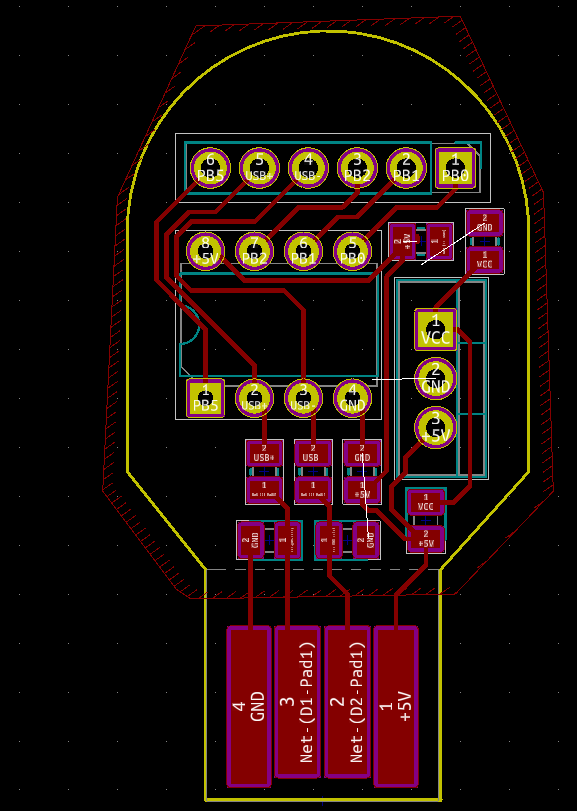 6 5 4 3 2 1
PB5 USB+ USB- PB2 PB1 PB0
8 7 6 5
+5V PB2 PB1 PB0
2 +5V
1
2
GND
1
VCC
1
VCC
2
GND
3
+5V
1 2 3 4
PB5 USB+ USB- GND
2 2 2
USB+ USB GND
1 1 1
+5V
1
VCC
2
+5V
2 GND
1
1
2 GND
4 GND
3 Net-(D1-Pad1)
2 Net-(D2-Pad1)
1 +5V